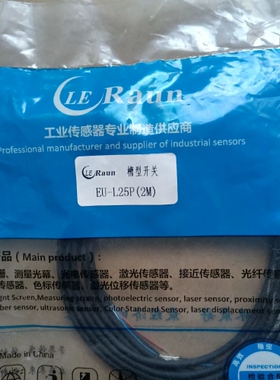 LE Raun
工业传感器专业制造供应商
Professional manufacturer and supplier of industrial sensors
LE Raun 槽型开关
EU-L25P(2M)
品 ( Main product ) :
测量光幕、光电传感器、激光传感器、接近传感器、光纤传感
色标传感器、激光位移传感器等。
ght Screen, Measuring screen, photoelectric sensor, laser sensor, proxim
ber sensor, ultrasonic sensor, Color Standard Sensor, laser displacement
Made In China
INSPECTION